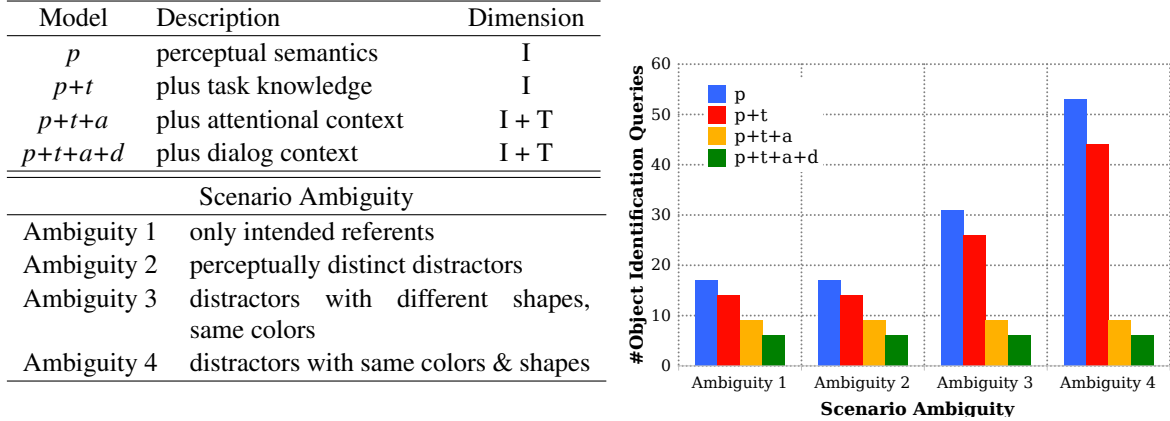 Model Description Dimension
p perceptual semantics I
p+t plus task knowledge I
p+t+a plus attentional context I + T
p+t+a+d plus dialog context I + T
Scenario Ambiguity
Ambiguity 1 only intended referents
Ambiguity 2 perceptually distinct distractors
Ambiguity 3 distractors with different shapes,
same colors
Ambiguity 4 distractors with same colors & shapes
#Object Identification Queries
60
50
40
30
20
10
0
p
p+t
p+t+a
p+t+a+d
Ambiguity 1 Ambiguity 2 Ambiguity 3 Ambiguity 4
Scenario Ambiguity